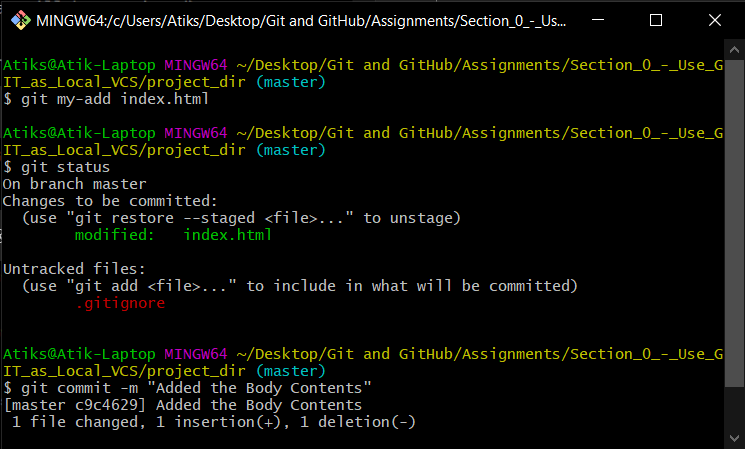 MINGW64:/c/Users/Atiks/Desktop/Git and GitHub/Assignments/Section_0_-_Us...
Atiks@Atik-Laptop MINGW64 ~/Desktop/Git and GitHub/Assignments/Section_0_-_Use_G
IT_as_Local_VCS/project_dir (master)
$ git my-add index.html
Atiks@Atik-Laptop MINGW64 ~/Desktop/Git and GitHub/Assignments/Section_0_-_Use_G
IT_as_Local_VCS/project_dir (master)
$ git status
On branch master
Changes to be committed:
  (use "git restore --staged <file>..." to unstage)
        modified:   index.html
Untracked files:
  (use "git add <file>..." to include in what will be committed)
        .gitignore
Atiks@Atik-Laptop MINGW64 ~/Desktop/Git and GitHub/Assignments/Section_0_-_Use_G
IT_as_Local_VCS/project_dir (master)
$ git commit -m "Added the Body Contents"
[master c9c4629] Added the Body Contents
 1 file changed, 1 insertion(+), 1 deletion(-)